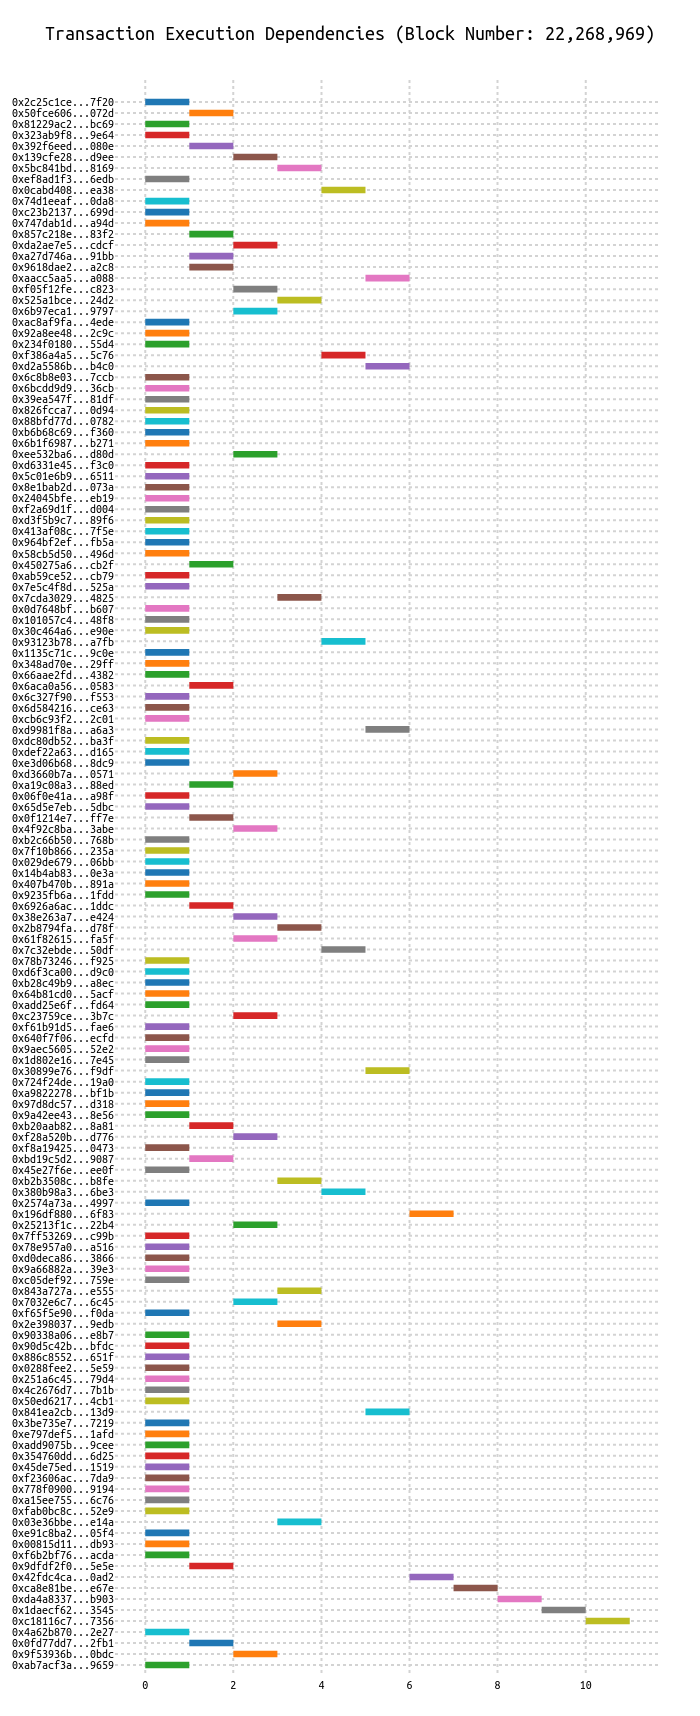 Transaction Execution Dependencies (Block Number: 22,268,969)
0x2c25c1ce...7f20
0x50fce606...072d
0x81229ac2...bc69
0x323ab9f8...9e64
0x392f6eed...080e
0x139cfe28...d9ee
0x5bc841bd...8169
0xef8ad1f3...6edb
0x0cabd408...ea38
0x74d1eeaf...0da8
0xc23b2137...699d
0x747dab1d...a94d
0x857c218e...83f2
0xda2ae7e5...cdcf
0xa27d746a...91bb
0x9618dae2...a2c8
0xaacc5aa5...a088
0xf05f12fe...c823
0x525a1bce...24d2
0x6b97eca1...9797
0xac8af9fa...4ede
0x92a8ee48...2c9c
0x234f0180...55d4
0xf386a4a5...5c76
0xd2a5586b...b4c0
0x6c8b8e03...7ccb
0x6bcdd9d9...36cb
0x39ea547f...81df
0x826fcca7...0d94
0x88bfd77d...0782
0xb6b68c69...f360
0x6b1f6987...b271
0xee532ba6...d80d
0xd6331e45...f3c0
0x5c01e6b9...6511
0x8e1bab2d...073a
0x24045bfe...eb19
0xf2a69d1f...d004
0xd3f5b9c7...89f6
0x413af08c...7f5e
0x964bf2ef...fb5a
0x58cb5d50...496d
0x450275a6...cb2f
0xab59ce52...cb79
0x7e5c4f8d...525a
0x7cda3029...4825
0x0d7648bf...b607
0x101057c4...48f8
0x30c464a6...e90e
0x93123b78...a7fb
0x1135c71c...9c0e
0x348ad70e...29ff
0x66aae2fd...4382
0x6aca0a56...0583
0x6c327f90...f553
0x6d584216...ce63
0xcb6c93f2...2c01
0xd9981f8a...a6a3
0xdc80db52...ba3f
0xdef22a63...d165
0xe3d06b68...8dc9
0xd3660b7a...0571
0xa19c08a3...88ed
0x06f0e41a...a98f
0x65d5e7eb...5dbc
0x0f1214e7...ff7e
0x4f92c8ba...3abe
0xb2c66b50...768b
0x7f10b866...235a
0x029de679...06bb
0x14b4ab83...0e3a
0x407b470b...891a
0x9235fb6a...1fdd
0x6926a6ac...1ddc
0x38e263a7...e424
0x2b8794fa...d78f
0x61f82615...fa5f
0x7c32ebde...50df
0x78b73246...f925
0xd6f3ca00...d9c0
0xb28c49b9...a8ec
0x64b81cd0...5acf
0xadd25e6f...fd64
0xc23759ce...3b7c
0xf61b91d5...fae6
0x640f7f06...ecfd
0x9aec5605...52e2
0x1d802e16...7e45
0x30899e76...f9df
0x724f24de...19a0
0xa9822278...bf1b
0x97d8dc57...d318
0x9a42ee43...8e56
0xb20aab82...8a81
0xf28a520b...d776
0xf8a19425...0473
0xbd19c5d2...9087
0x45e27f6e...ee0f
0xb2b3508c...b8fe
0x380b98a3...6be3
0x2574a73a...4997
0x196df880...6f83
0x25213f1c...22b4
0x7ff53269...c99b
0x78e957a0...a516
0xd0deca86...3866
0x9a66882a...39e3
0xc05def92...759e
0x843a727a...e555
0x7032e6c7...6c45
0xf65f5e90...f0da
0x2e398037...9edb
0x90338a06...e8b7
0x90d5c42b...bfdc
0x886c8552...651f
0x0288fee2...5e59
0x251a6c45...79d4
0x4c2676d7...7b1b
0x50ed6217...4cb1
0x841ea2cb...13d9
0x3be735e7...7219
0xe797def5...1afd
0xadd9075b...9cee
0x354760dd...6d25
0x45de75ed...1519
0xf23606ac...7da9
0x778f0900...9194
0xa15ee755...6c76
0xfab0bc8c...52e9
0x03e36bbe...e14a
0xe91c8ba2...05f4
0x00815d11...db93
0xf6b2bf76...acda
0x9dfdf2f0...5e5e
0x42fdc4ca...0ad2
0xca8e81be...e67e
0xda4a8337...b903
0x1daecf62...3545
0xc18116c7...7356
0x4a62b870...2e27
0x0fd77dd7...2fb1
0x9f53936b...0bdc
0xab7acf3a...9659
0 2 4 6 8 10